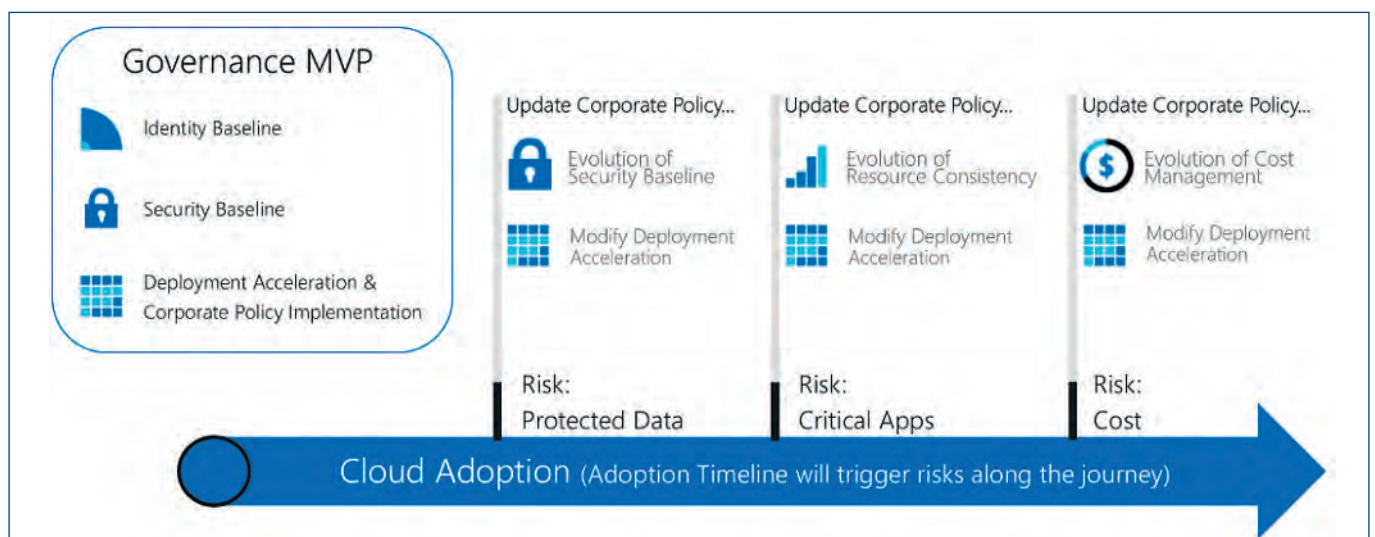 Governance MVP
Identity Baseline
Security Baseline
Deployment Acceleration &
Corporate Policy Implementation
Update Corporate Policy...
Evolution of
Security Baseline
Modify Deployment
Acceleration
Risk:
Protected Data
Update Corporate Policy...
Evolution of
Resource Consistency
Modify Deployment
Acceleration
Risk:
Critical Apps
Update Corporate Policy...
$
Evolution of Cost
Management
Modify Deployment
Acceleration
Risk:
Cost
Cloud Adoption (Adoption Timeline will trigger risks along the journey)